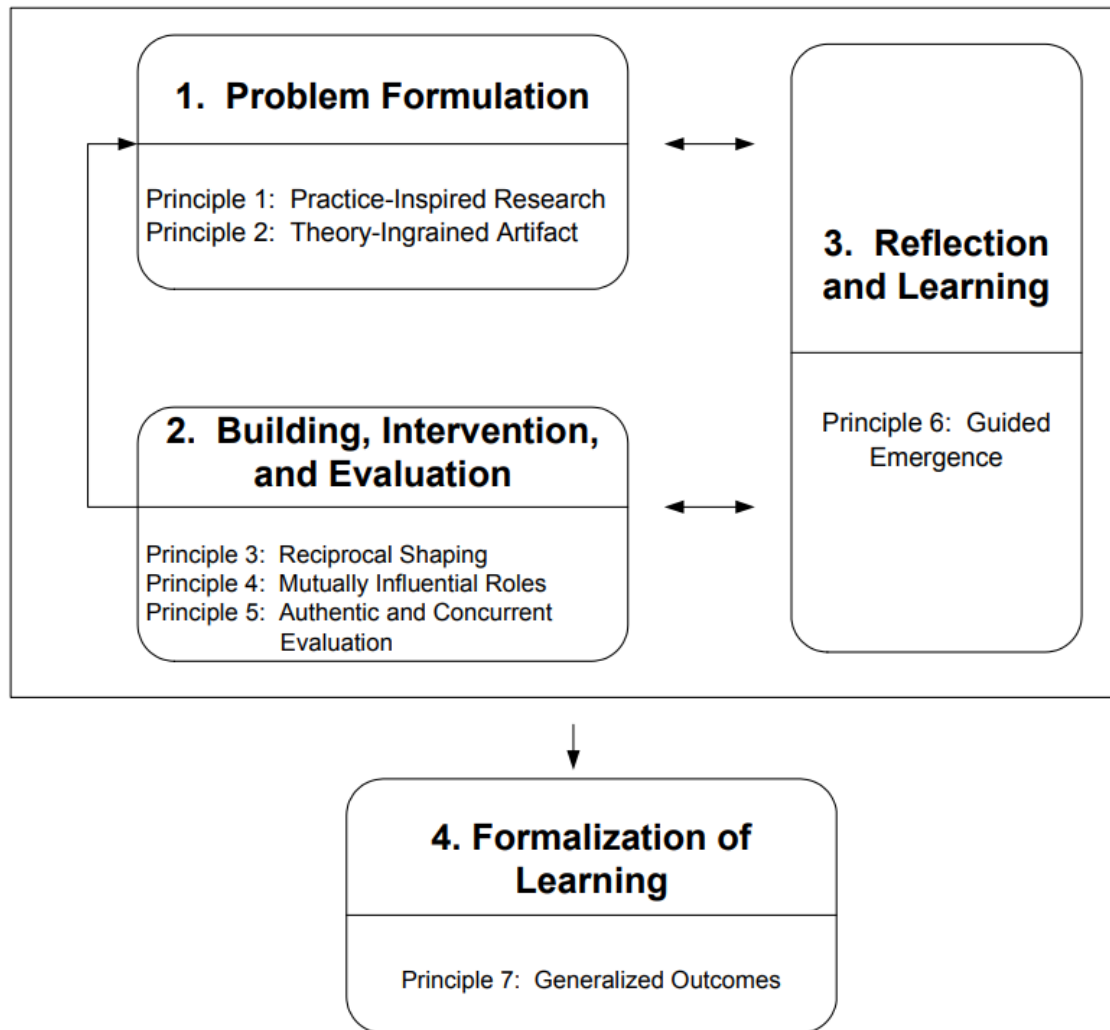 1. Problem Formulation
Principle 1: Practice-Inspired Research
Principle 2: Theory-Ingrained Artifact
2. Building, Intervention,
and Evaluation
Principle 3: Reciprocal Shaping
Principle 4: Mutually Influential Roles
Principle 5: Authentic and Concurrent
Evaluation
3. Reflection
and Learning
Principle 6: Guided
Emergence
4. Formalization of
Learning
Principle 7: Generalized Outcomes